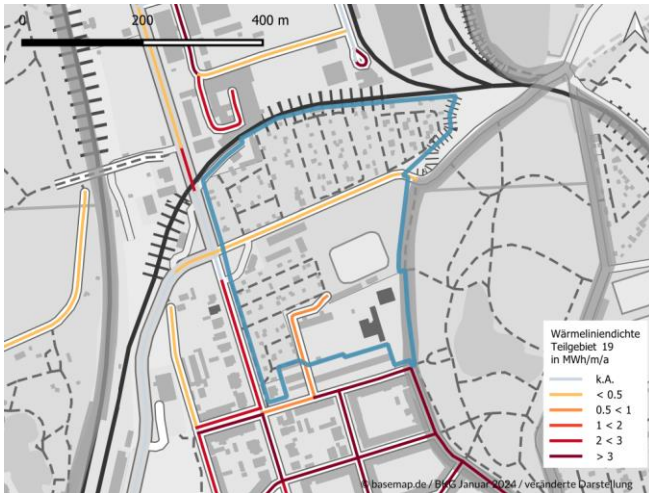 0 200 400 m
Wärmeliniendichte
Teilgebiet 19
in MWh/m/a
k.A.
< 0.5
0.5 < 1
1 < 2
2 < 3
> 3
© basemap.de / BKG Januar 2024 / veränderte Darstellung